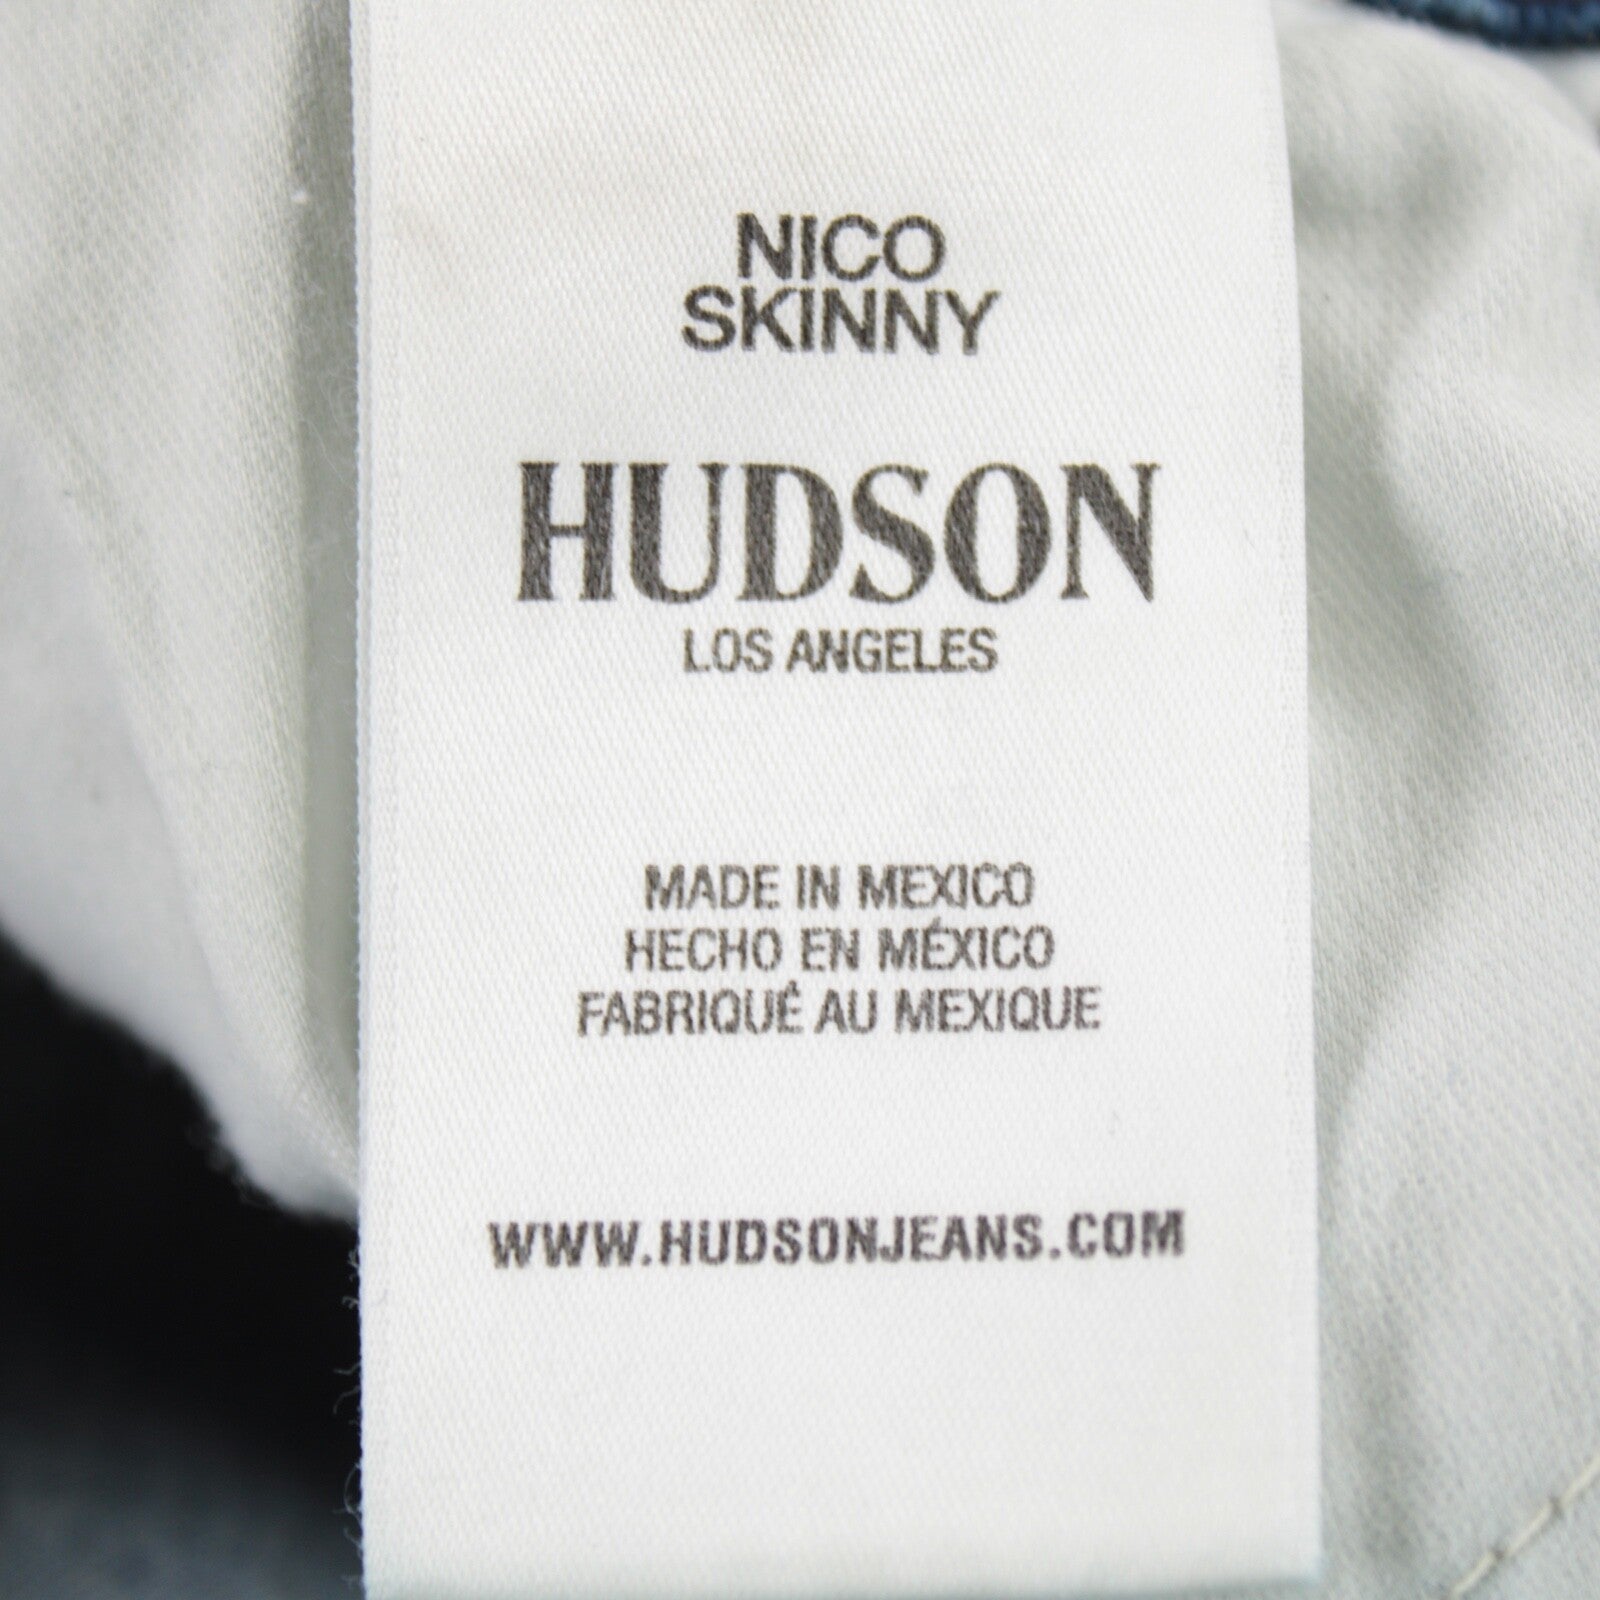 NICO
SKINNY
HUDSON
LOS ANGELES
MADE IN MEXICO
HECHO EN MÉXICO
FABRIQUÉ AU MEXIQUE
WWW.HUDSONJEANS.COM